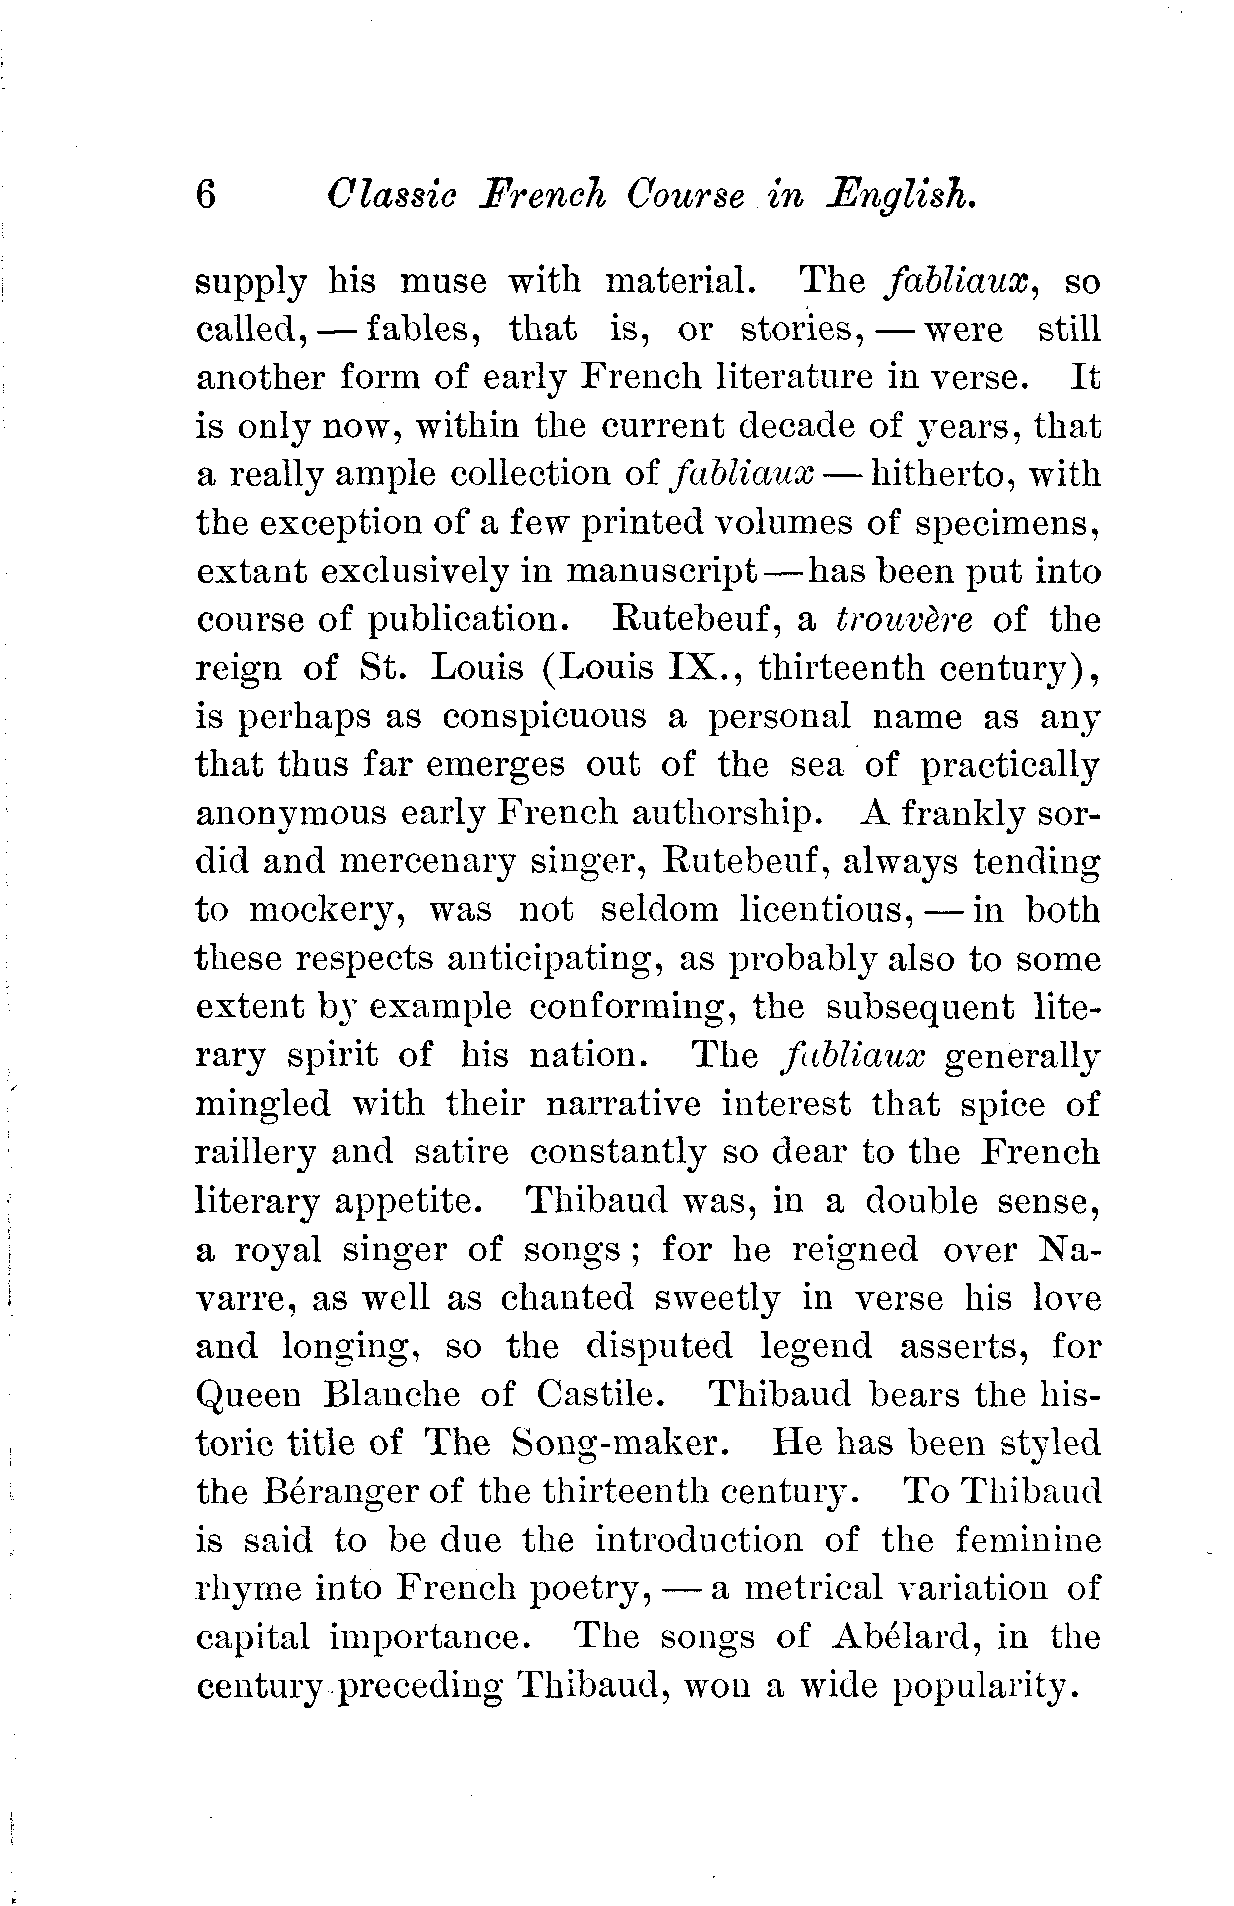 6 Classic French Course in English.
supply his muse with material. The fabliaux, so
called, — fables, that is, or stories, — were still
another form of early French literature in verse. It
is only now, within the current decade of years, that
a really ample collection of fabliaux — hitherto, with
the exception of a few printed volumes of specimens,
extant exclusively in manuscript—has been put into
course of publication. Rutebeuf, a trouvère of the
reign of St. Louis (Louis IX., thirteenth century),
is perhaps as conspicuous a personal name as any
that thus far emerges out of the sea of practically
anonymous early French authorship. A frankly sor-
did and mercenary singer, Rutebeuf, always tending
to mockery, was not seldom licentious, — in both
these respects anticipating, as probably also to some
extent by example conforming, the subsequent lite-
rary spirit of his nation. The fabliaux generally
mingled with their narrative interest that spice of
raillery and satire constantly so dear to the French
literary appetite. Thibaud was, in a double sense,
a royal singer of songs; for he reigned over Na-
varre, as well as chanted sweetly in verse his love
and longing, so the disputed legend asserts, for
Queen Blanche of Castile. Thibaud bears the his-
toric title of The Song-maker. He has been styled
the Béranger of the thirteenth century. To Thibaud
is said to be due the introduction of the feminine
rhyme into French poetry, — a metrical variation of
capital importance. The songs of Abélard, in the
century preceding Thibaud, won a wide popularity.